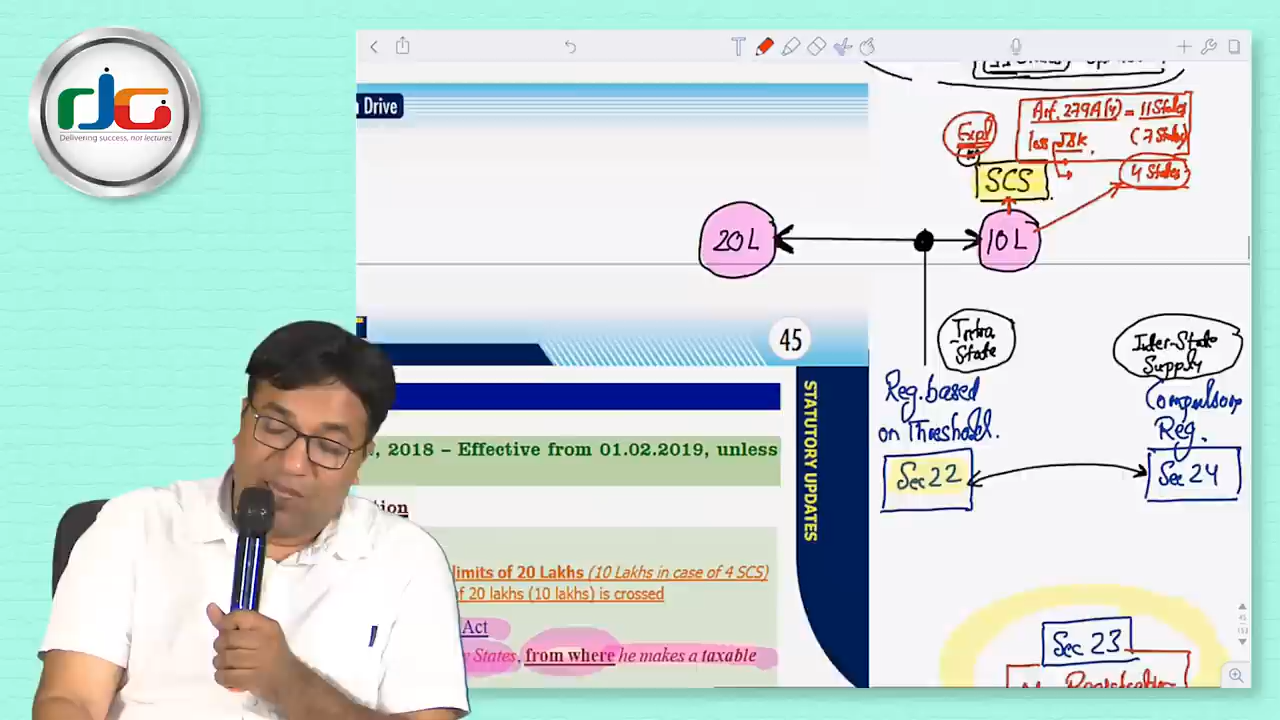 Delivering success, not lectures
n Drive
Art. 279A(4) = 11 States
less J&k. (7 States)
Expl
4 States
SCS
20L
10L
45
Intra
State
Inter-State
Supply
Reg. based
on Threshold.
Compulsory
Reg.
Sec 22
Sec 24
STATUTORY UPDATES
, 2018 – Effective from 01.02.2019, unless
tion
limits of 20 Lakhs (10 Lakhs in case of 4 SCS)
of 20 lakhs (10 lakhs) is crossed
Act
States, from where he makes a taxable
Sec 23
Registration